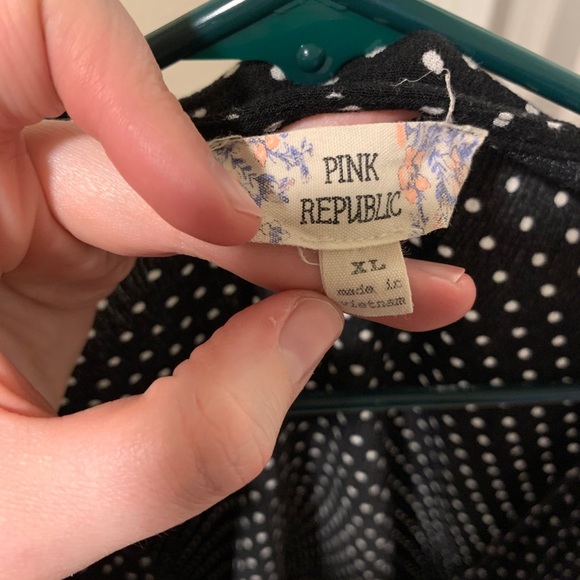 PINK
REPUBLIC
XL
made in
Vietnam